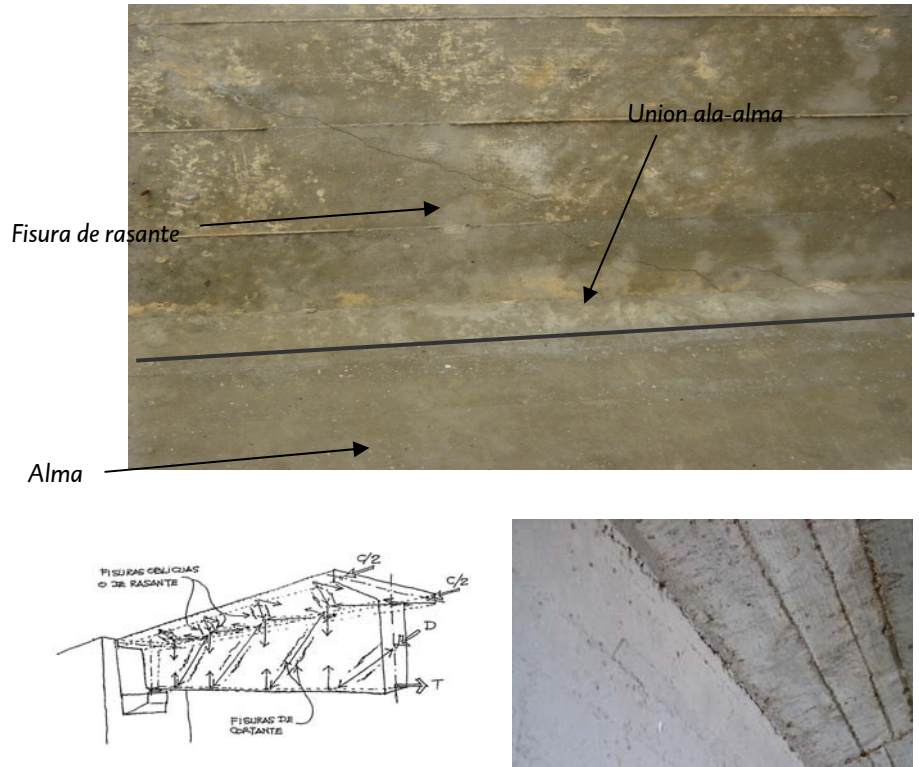 Union ala-alma
Fisura de rasante
Alma
FISURAS OBLICUAS
O DE RASANTE
C/2
C/2
D
T
FISURAS DE
CORTANTE